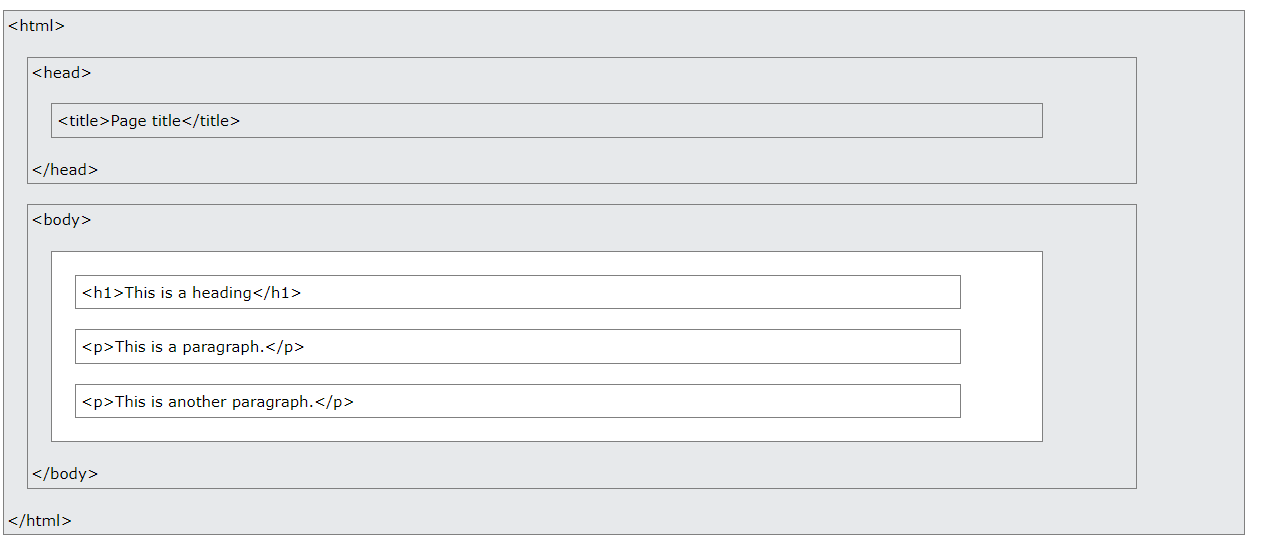 <html>
<head>
<title>Page title</title>
</head>
<body>
<h1>This is a heading</h1>
<p>This is a paragraph.</p>
<p>This is another paragraph.</p>
</body>
</html>